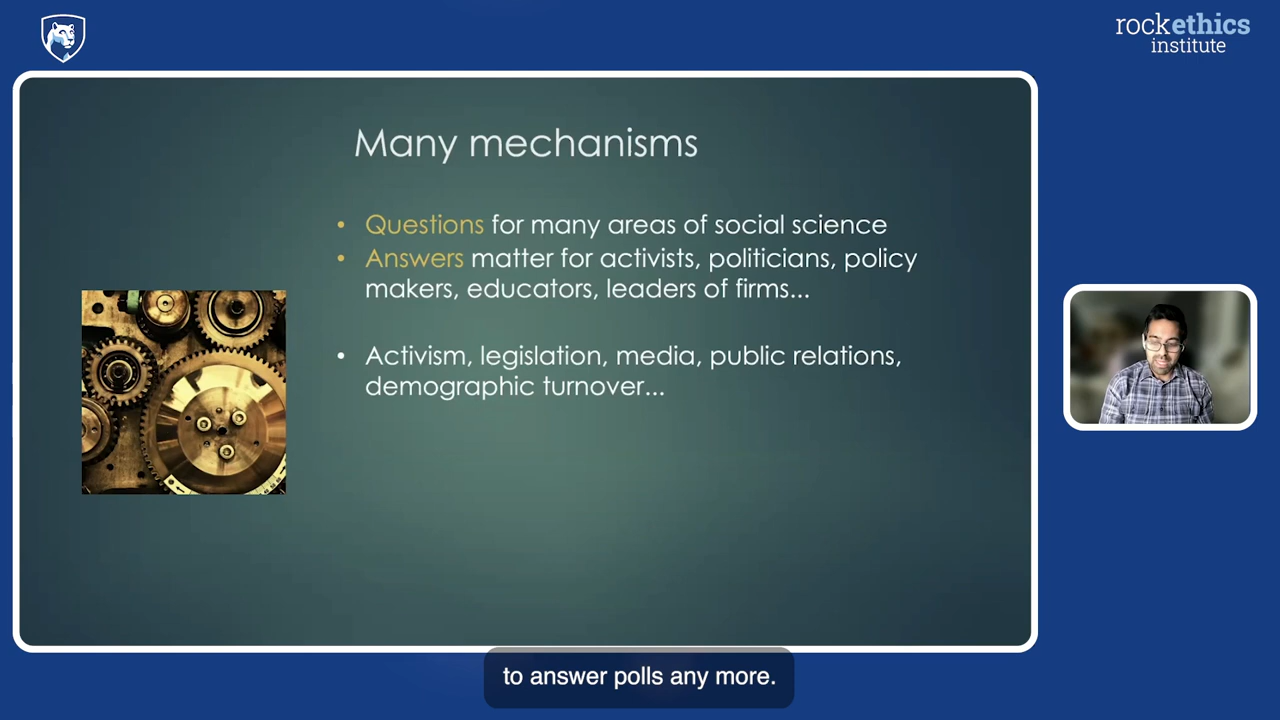 rockethics
institute
Many mechanisms
• Questions for many areas of social science
• Answers matter for activists, politicians, policy
makers, educators, leaders of firms...
• Activism, legislation, media, public relations,
demographic turnover...
to answer polls any more.